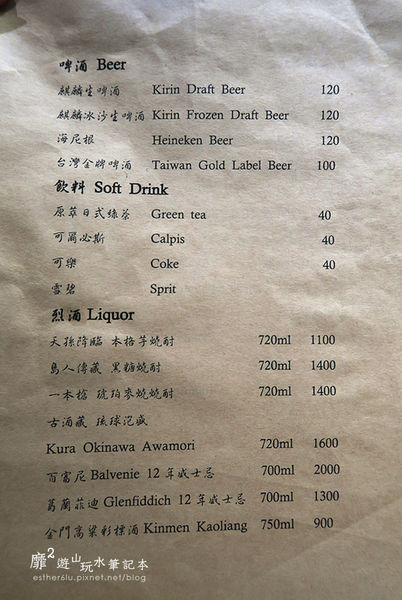 啤酒 Beer
麒麟生啤酒 Kirin Draft Beer 120
麒麟冰沙生啤酒 Kirin Frozen Draft Beer 120
海尼根 Heineken Beer 120
台灣金牌啤酒 Taiwan Gold Label Beer 100
飲料 Soft Drink
原萃日式綠茶 Green tea 40
可爾必斯 Calpis 40
可樂 Coke 40
雪碧 Sprit
烈酒 Liquor
天孫降臨 本格芋燒酎 720ml 1100
島人傳藏 黑糖燒酎 720ml 1400
一本槍 琥珀麥燒燒酎 720ml 1400
古酒藏 琉球泡盛
Kura Okinawa Awamori 720ml 1600
百富尼 Balvenie 12 年威士忌 700ml 2000
葛蘭菲迪 Glenfiddich 12 年威士忌 700ml 1300
金門高粱彩標酒 Kinmen Kaoliang 750ml 900
靡2遊山玩水筆記本
esther6lu.pixnet.net/blog